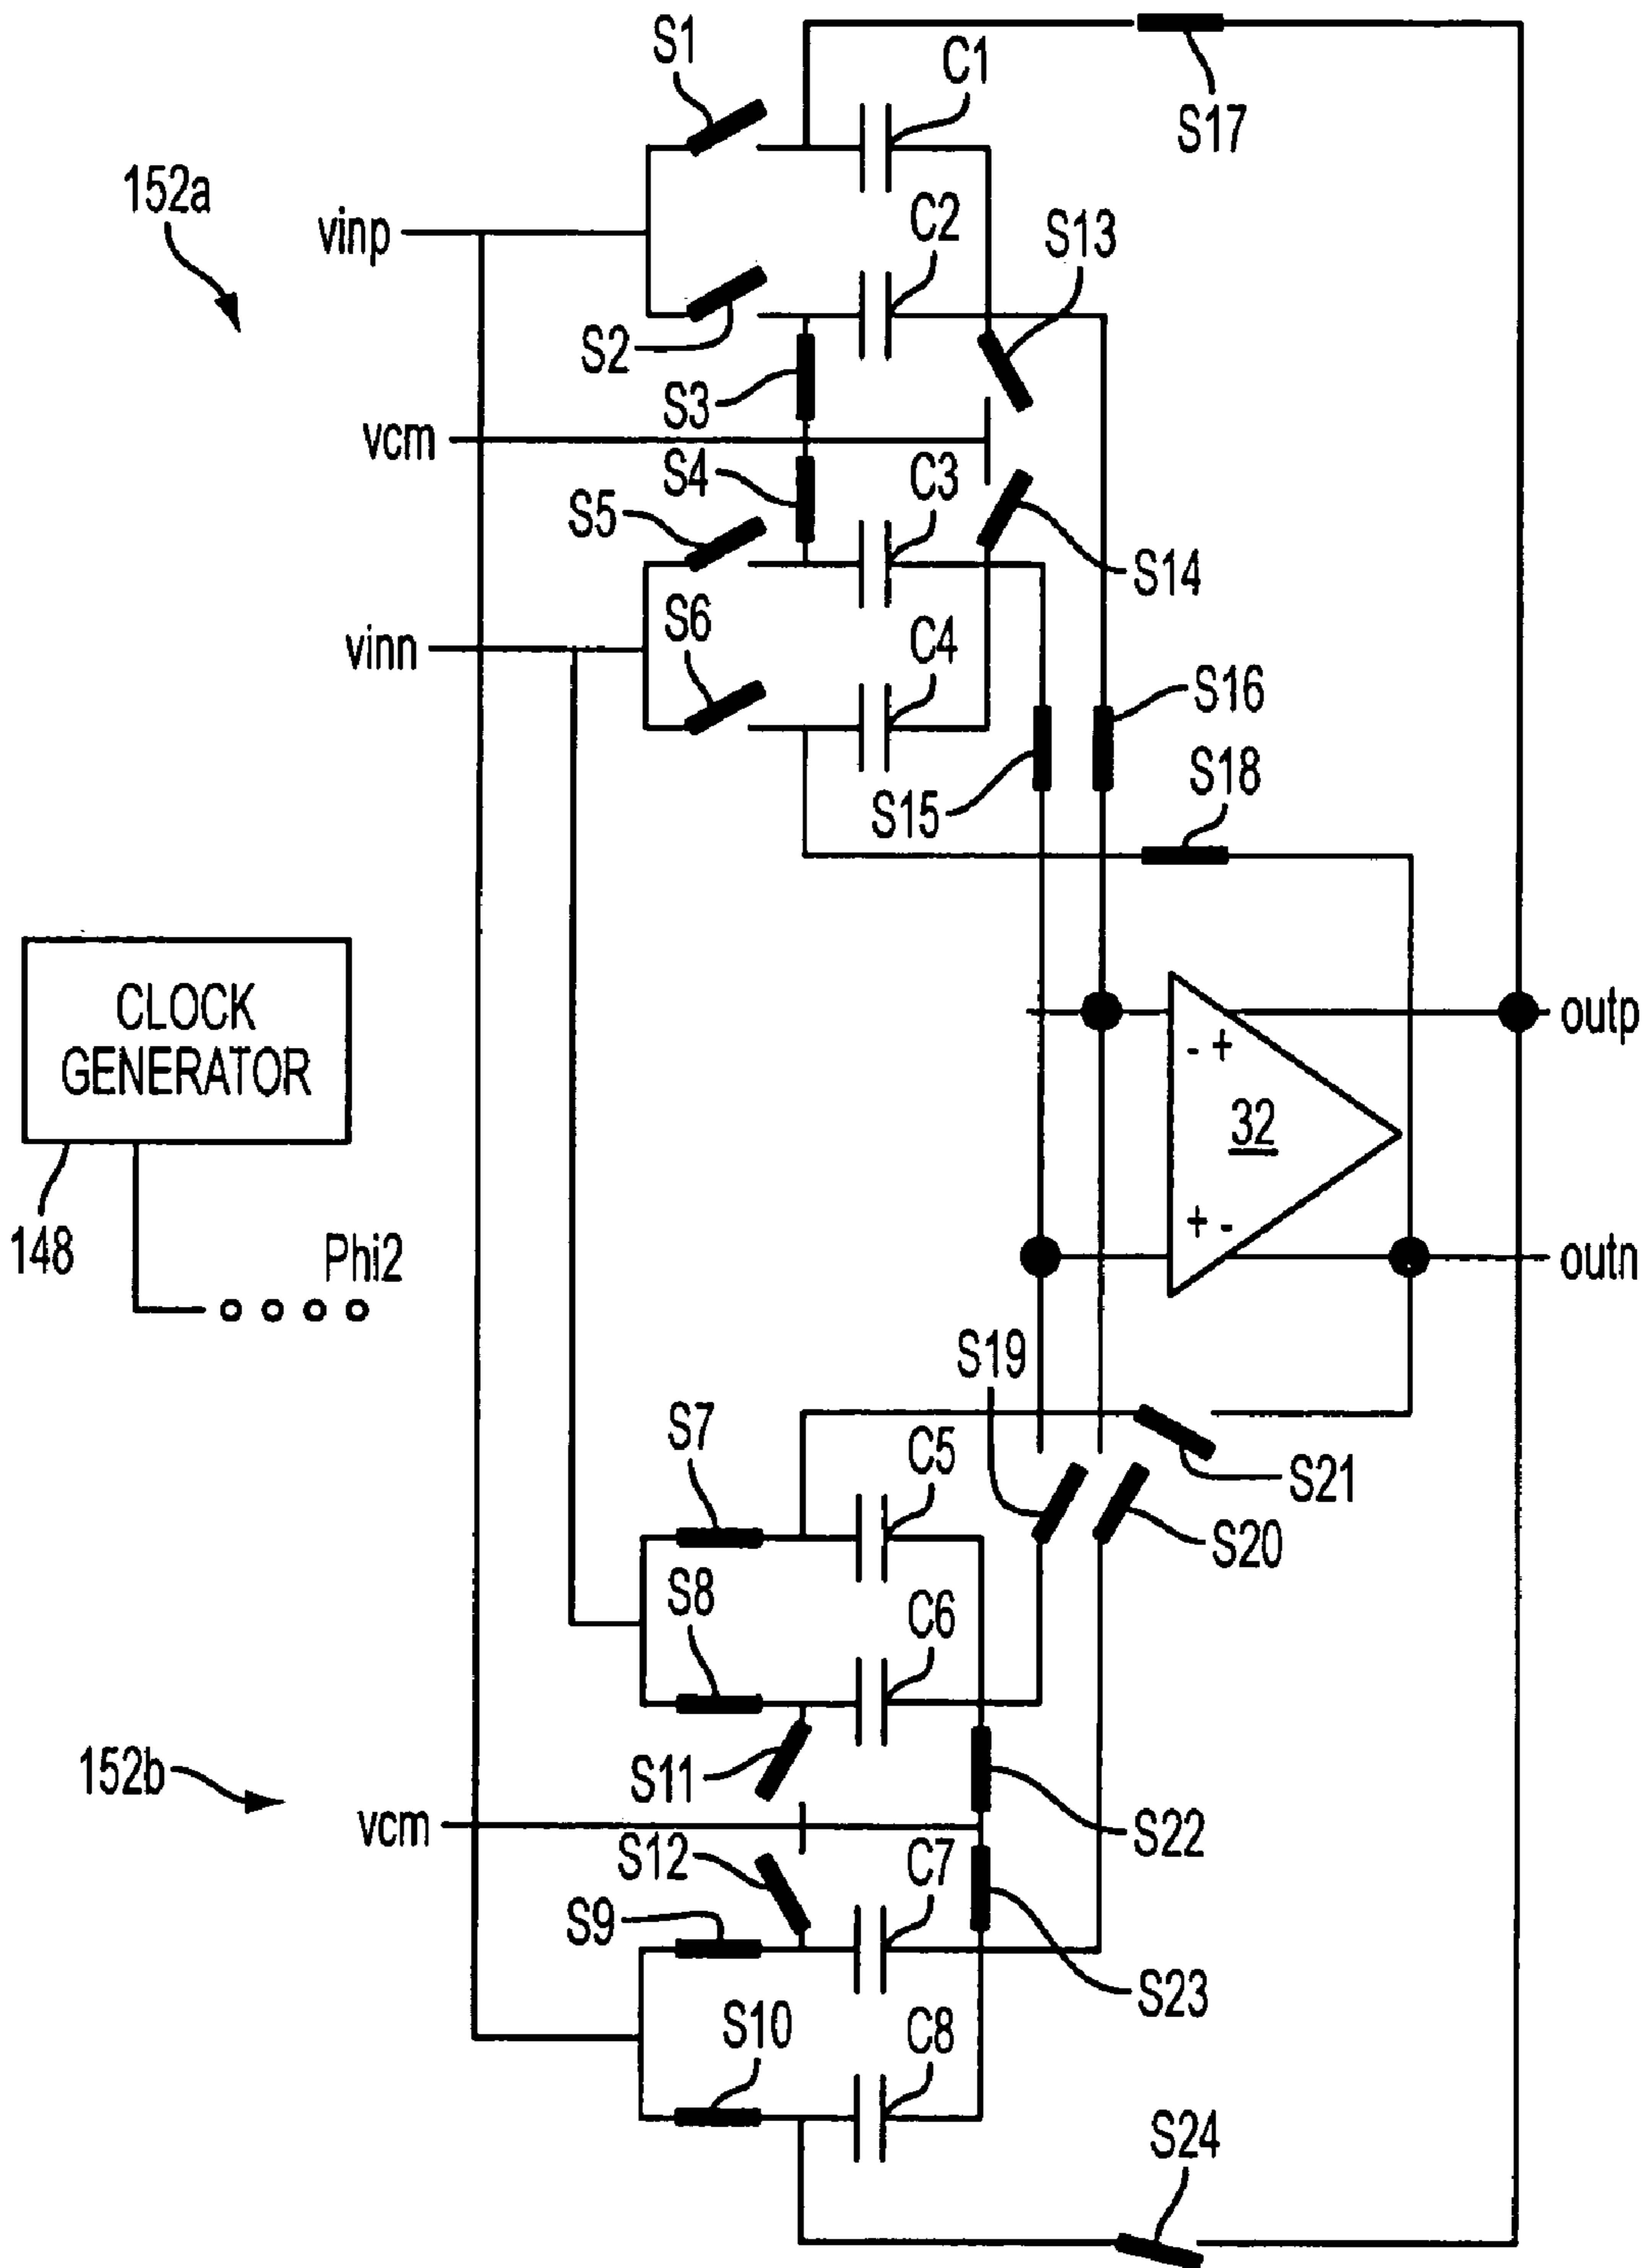 S1
C1
S17
152a
vinp
C2
S13
S2
S3
vcm
S4
C3
S5
S14
S6
vinn
C4
S16
S15
S18
CLOCK
GENERATOR
outp
- +
32
+ -
148
Phi2
outn
S19
S7
C5
S21
S20
S8
C6
S11
152b
vcm
S22
S12
C7
S9
S23
S10
C8
S24